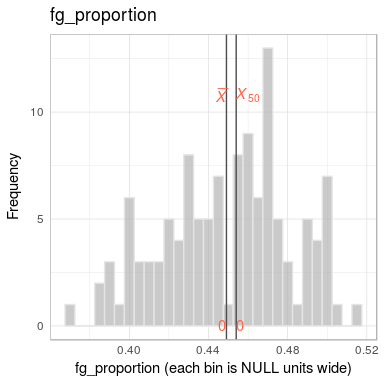 fg_proportion
X̅ X50
10
5
0
0 0
0.40 0.44 0.48 0.52
Frequency
fg_proportion (each bin is NULL units wide)